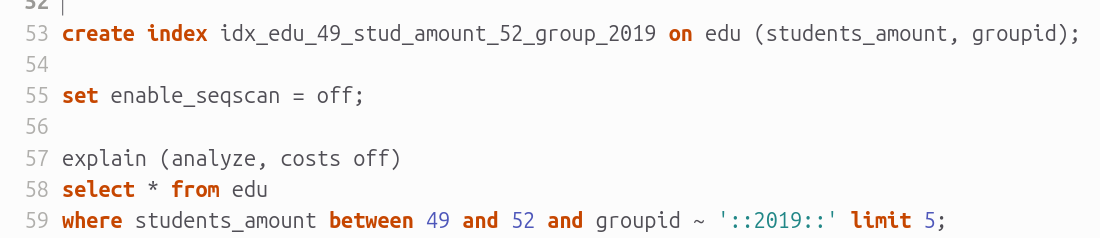 52
53 create index idx_edu_49_stud_amount_52_group_2019 on edu (students_amount, groupid);
54
55 set enable_seqscan = off;
56
57 explain (analyze, costs off)
58 select * from edu
59 where students_amount between 49 and 52 and groupid ~ '::2019::' limit 5;